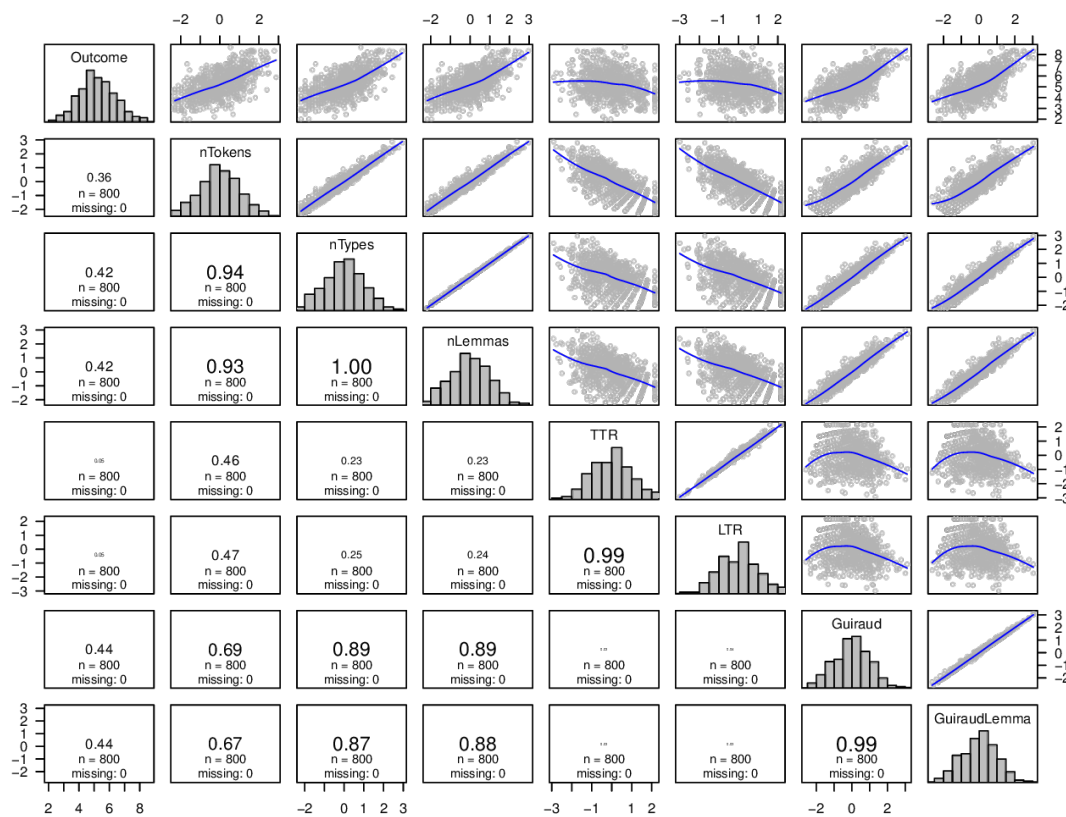 −2 0 2 −2 0 1 2 3 −3 −1 0 1 2 −2 0 1 2 3
Outcome
2 3 4 5 6 7 8
−2 −1 0 1 2 3
0.36
n = 800
missing: 0
nTokens
0.42
n = 800
missing: 0
0.94
n = 800
missing: 0
nTypes
−2 −1 0 1 2 3
−2 −1 0 1 2 3
0.42
n = 800
missing: 0
0.93
n = 800
missing: 0
1.00
n = 800
missing: 0
nLemmas
0.05
n = 800
missing: 0
0.46
n = 800
missing: 0
0.23
n = 800
missing: 0
0.23
n = 800
missing: 0
TTR
−3 −2 −1 0 1 2
−3 −2 −1 0 1 2
0.05
n = 800
missing: 0
0.47
n = 800
missing: 0
0.25
n = 800
missing: 0
0.24
n = 800
missing: 0
0.99
n = 800
missing: 0
LTR
0.44
n = 800
missing: 0
0.69
n = 800
missing: 0
0.89
n = 800
missing: 0
0.89
n = 800
missing: 0
n = 800
missing: 0
n = 800
missing: 0
Guiraud
−2 −1 0 1 2 3
−2 −1 0 1 2 3
0.44
n = 800
missing: 0
0.67
n = 800
missing: 0
0.87
n = 800
missing: 0
0.88
n = 800
missing: 0
n = 800
missing: 0
n = 800
missing: 0
0.99
n = 800
missing: 0
GuiraudLemma
2 4 6 8 −2 0 1 2 3 −3 −1 0 1 2 −2 0 2